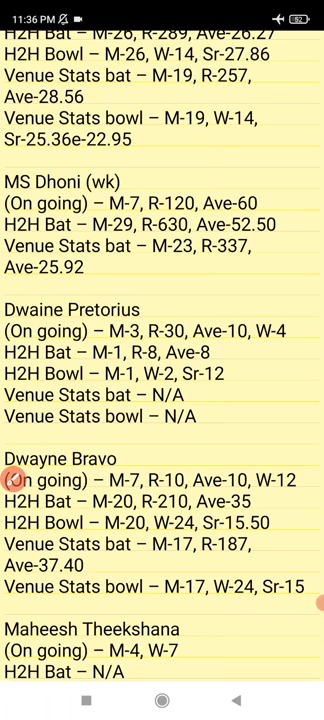 11:36 PM
52
H2H Bat – M-26, R-289, Ave-26.27
H2H Bowl – M-26, W-14, Sr-27.86
Venue Stats bat – M-19, R-257,
Ave-28.56
Venue Stats bowl – M-19, W-14,
Sr-25.36e-22.95
MS Dhoni (wk)
(On going) – M-7, R-120, Ave-60
H2H Bat – M-29, R-630, Ave-52.50
Venue Stats bat – M-23, R-337,
Ave-25.92
Dwaine Pretorius
(On going) – M-3, R-30, Ave-10, W-4
H2H Bat – M-1, R-8, Ave-8
H2H Bowl – M-1, W-2, Sr-12
Venue Stats bat – N/A
Venue Stats bowl – N/A
Dwayne Bravo
(On going) – M-7, R-10, Ave-10, W-12
H2H Bat – M-20, R-210, Ave-35
H2H Bowl – M-20, W-24, Sr-15.50
Venue Stats bat – M-17, R-187,
Ave-37.40
Venue Stats bowl – M-17, W-24, Sr-15
Maheesh Theekshana
(On going) – M-4, W-7
H2H Bat – N/A